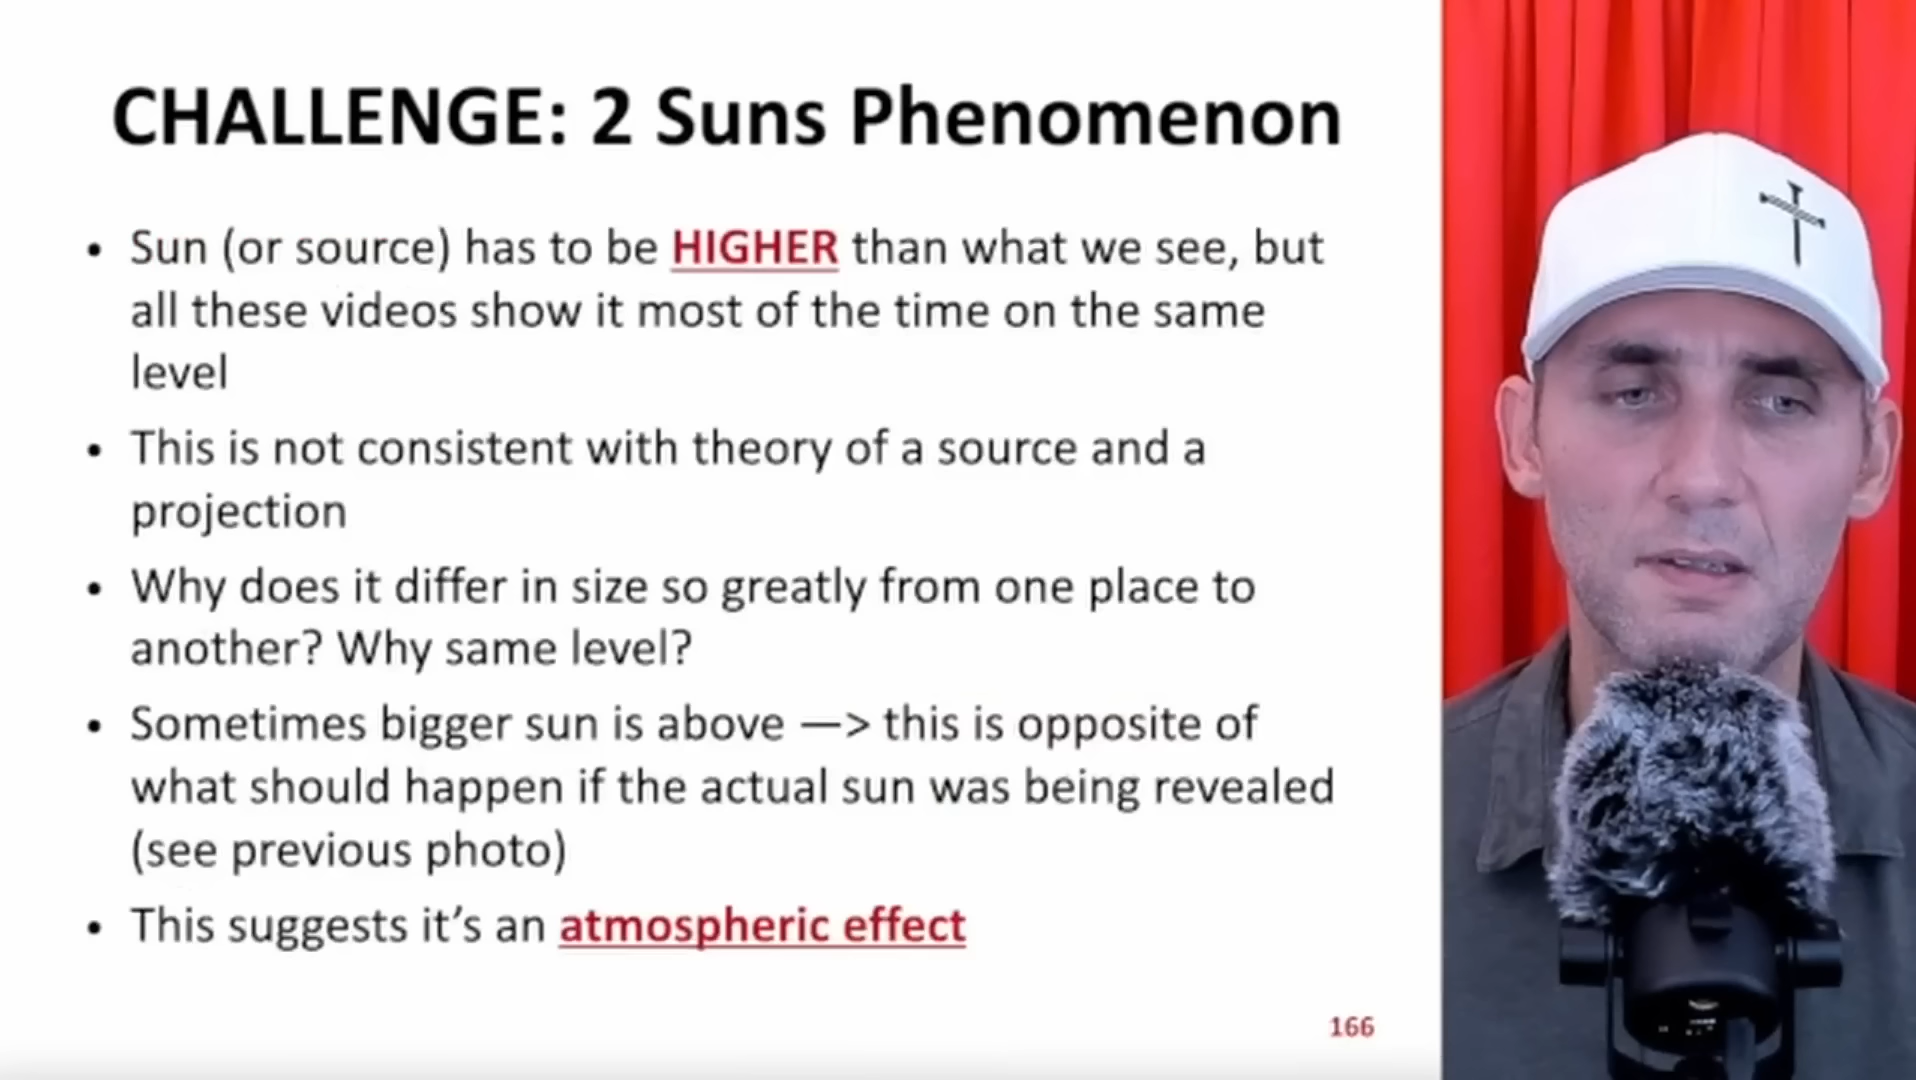 CHALLENGE: 2 Suns Phenomenon
• Sun (or source) has to be HIGHER than what we see, but
all these videos show it most of the time on the same
level
• This is not consistent with theory of a source and a
projection
• Why does it differ in size so greatly from one place to
another? Why same level?
• Sometimes bigger sun is above —> this is opposite of
what should happen if the actual sun was being revealed
(see previous photo)
• This suggests it's an atmospheric effect
166